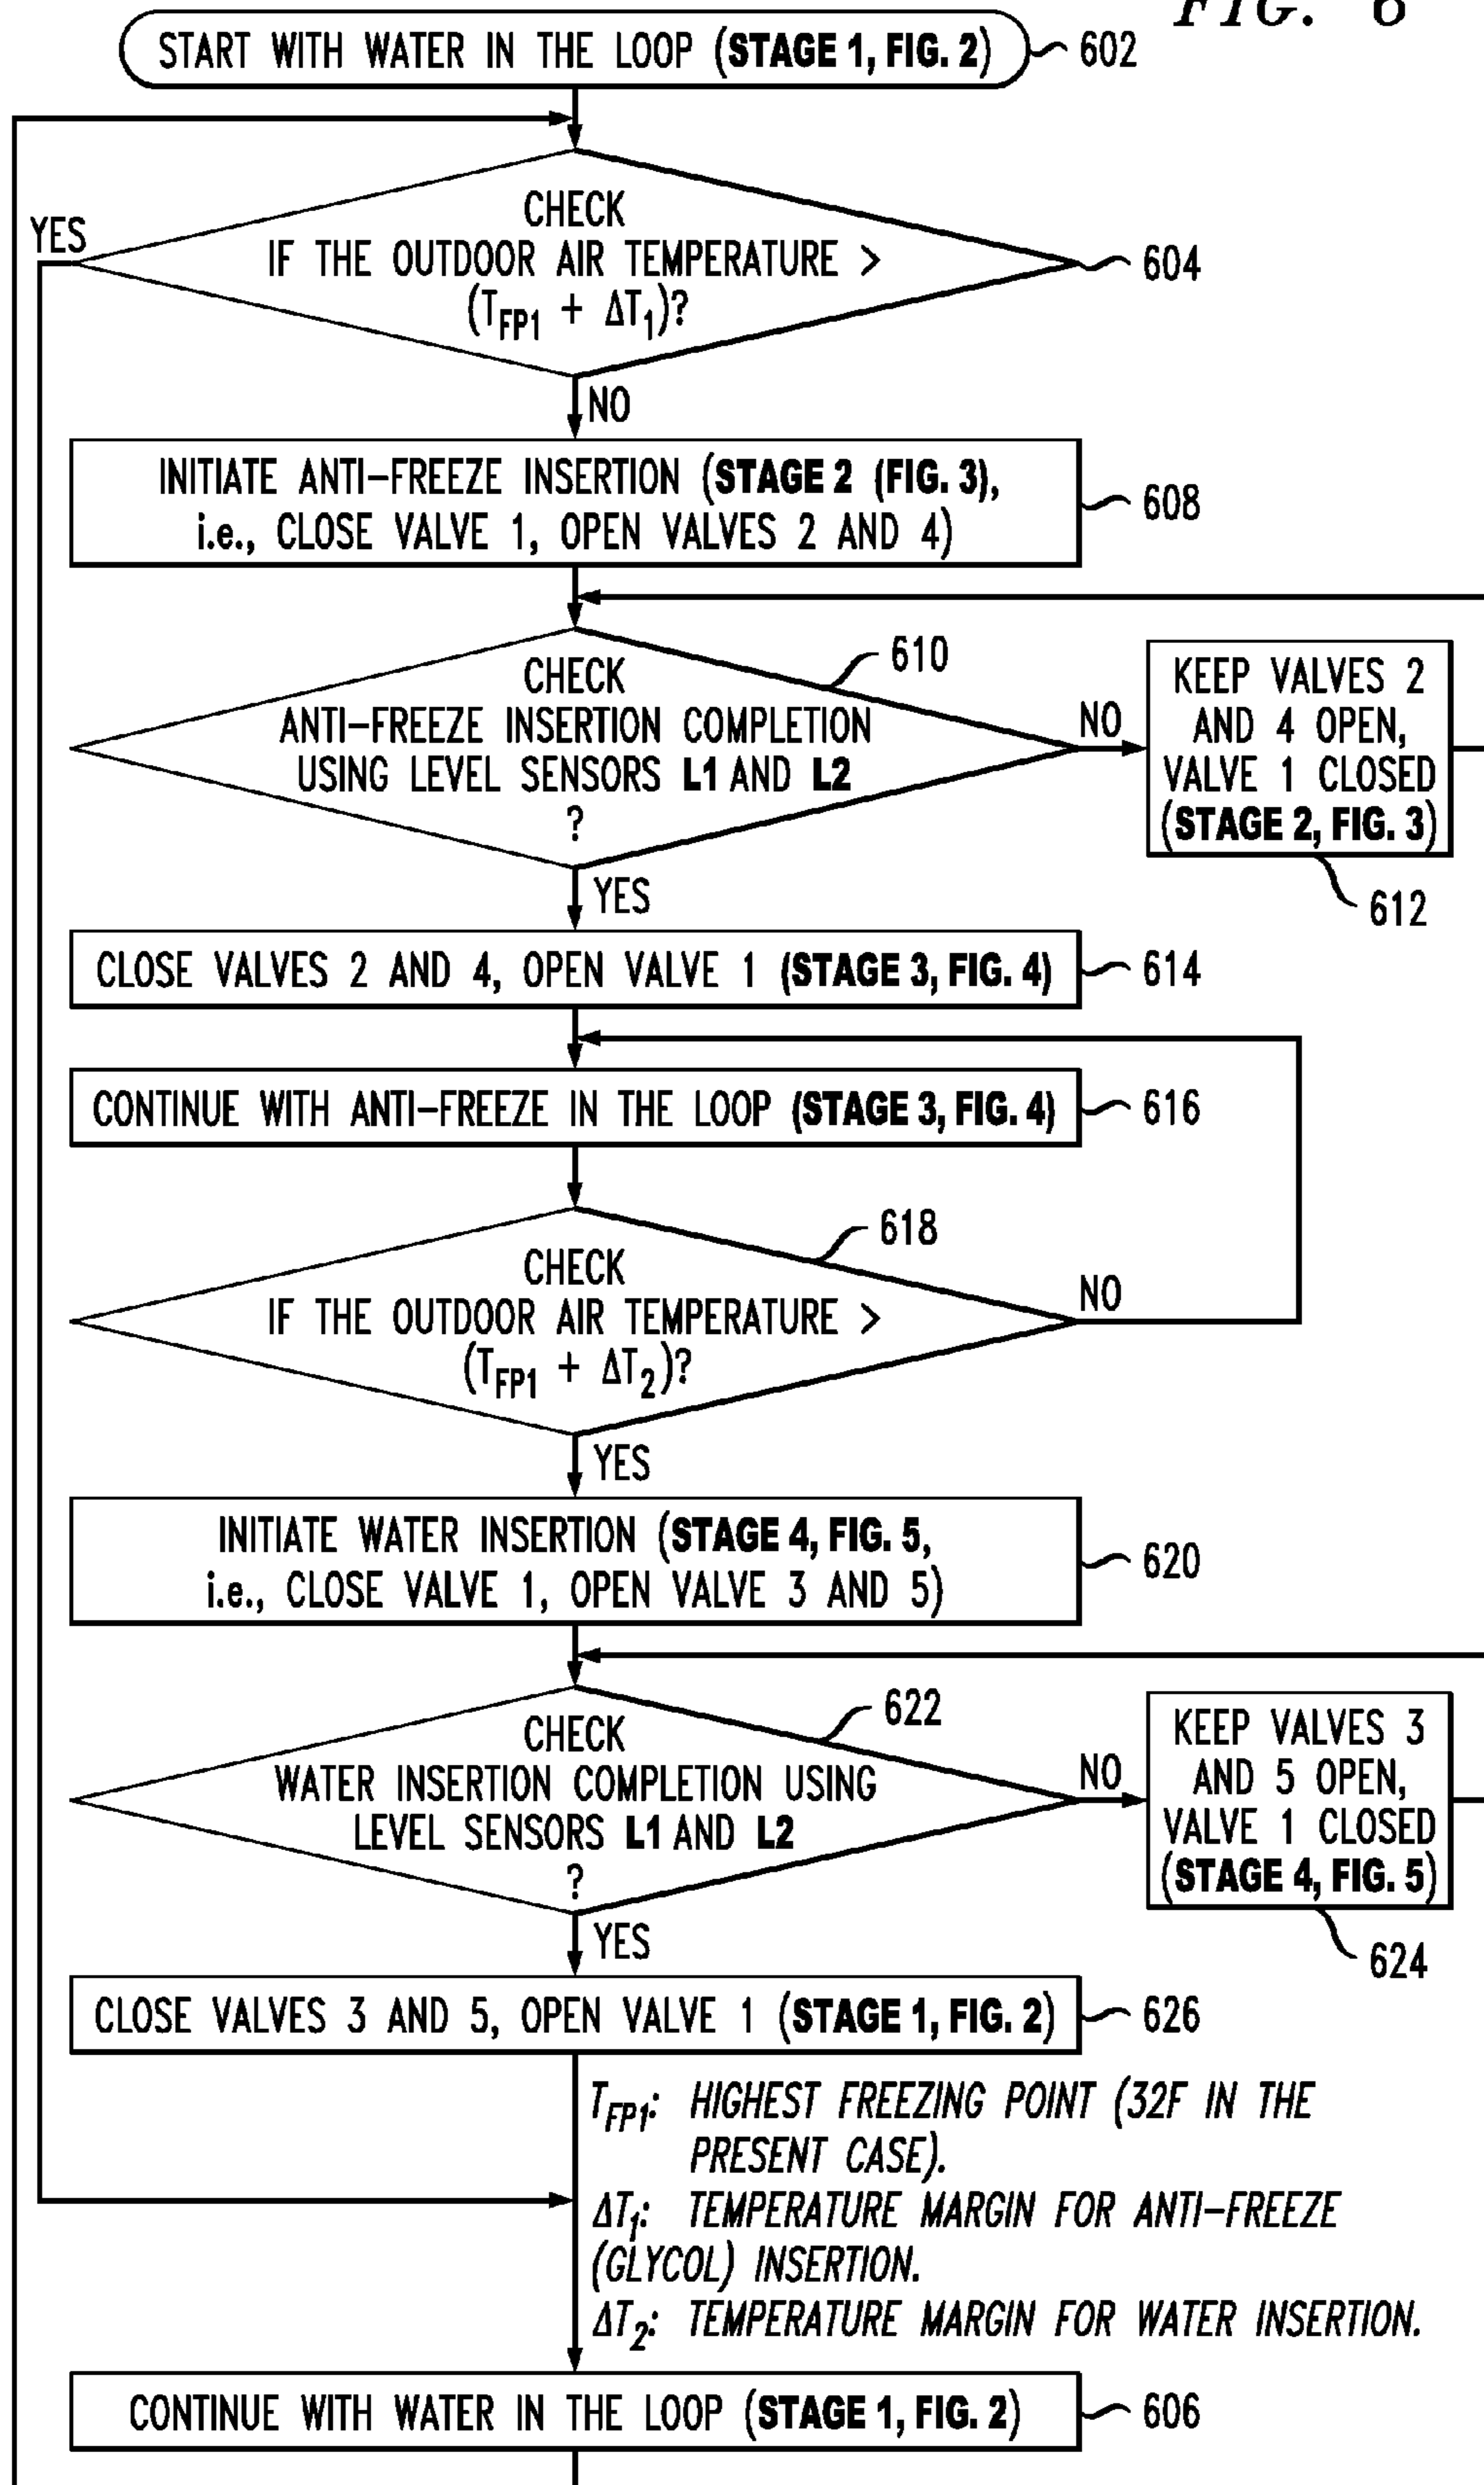 FIG. 6
START WITH WATER IN THE LOOP (STAGE 1, FIG. 2)
602
YES
CHECK
IF THE OUTDOOR AIR TEMPERATURE >
(TFP1 + ΔT1)?
604
NO
INITIATE ANTI-FREEZE INSERTION (STAGE 2 (FIG. 3),
i.e., CLOSE VALVE 1, OPEN VALVES 2 AND 4)
608
610
CHECK
ANTI-FREEZE INSERTION COMPLETION
USING LEVEL SENSORS L1 AND L2
?
NO
KEEP VALVES 2
AND 4 OPEN,
VALVE 1 CLOSED
(STAGE 2, FIG. 3)
612
YES
CLOSE VALVES 2 AND 4, OPEN VALVE 1 (STAGE 3, FIG. 4)
614
CONTINUE WITH ANTI-FREEZE IN THE LOOP (STAGE 3, FIG. 4)
616
618
CHECK
IF THE OUTDOOR AIR TEMPERATURE >
(TFP1 + ΔT2)?
NO
YES
INITIATE WATER INSERTION (STAGE 4, FIG. 5,
i.e., CLOSE VALVE 1, OPEN VALVE 3 AND 5)
620
622
CHECK
WATER INSERTION COMPLETION USING
LEVEL SENSORS L1 AND L2
?
NO
KEEP VALVES 3
AND 5 OPEN,
VALVE 1 CLOSED
(STAGE 4, FIG. 5)
624
YES
CLOSE VALVES 3 AND 5, OPEN VALVE 1 (STAGE 1, FIG. 2)
626
TFP1: HIGHEST FREEZING POINT (32F IN THE
PRESENT CASE).
ΔT1: TEMPERATURE MARGIN FOR ANTI-FREEZE
(GLYCOL) INSERTION.
ΔT2: TEMPERATURE MARGIN FOR WATER INSERTION.
CONTINUE WITH WATER IN THE LOOP (STAGE 1, FIG. 2)
606